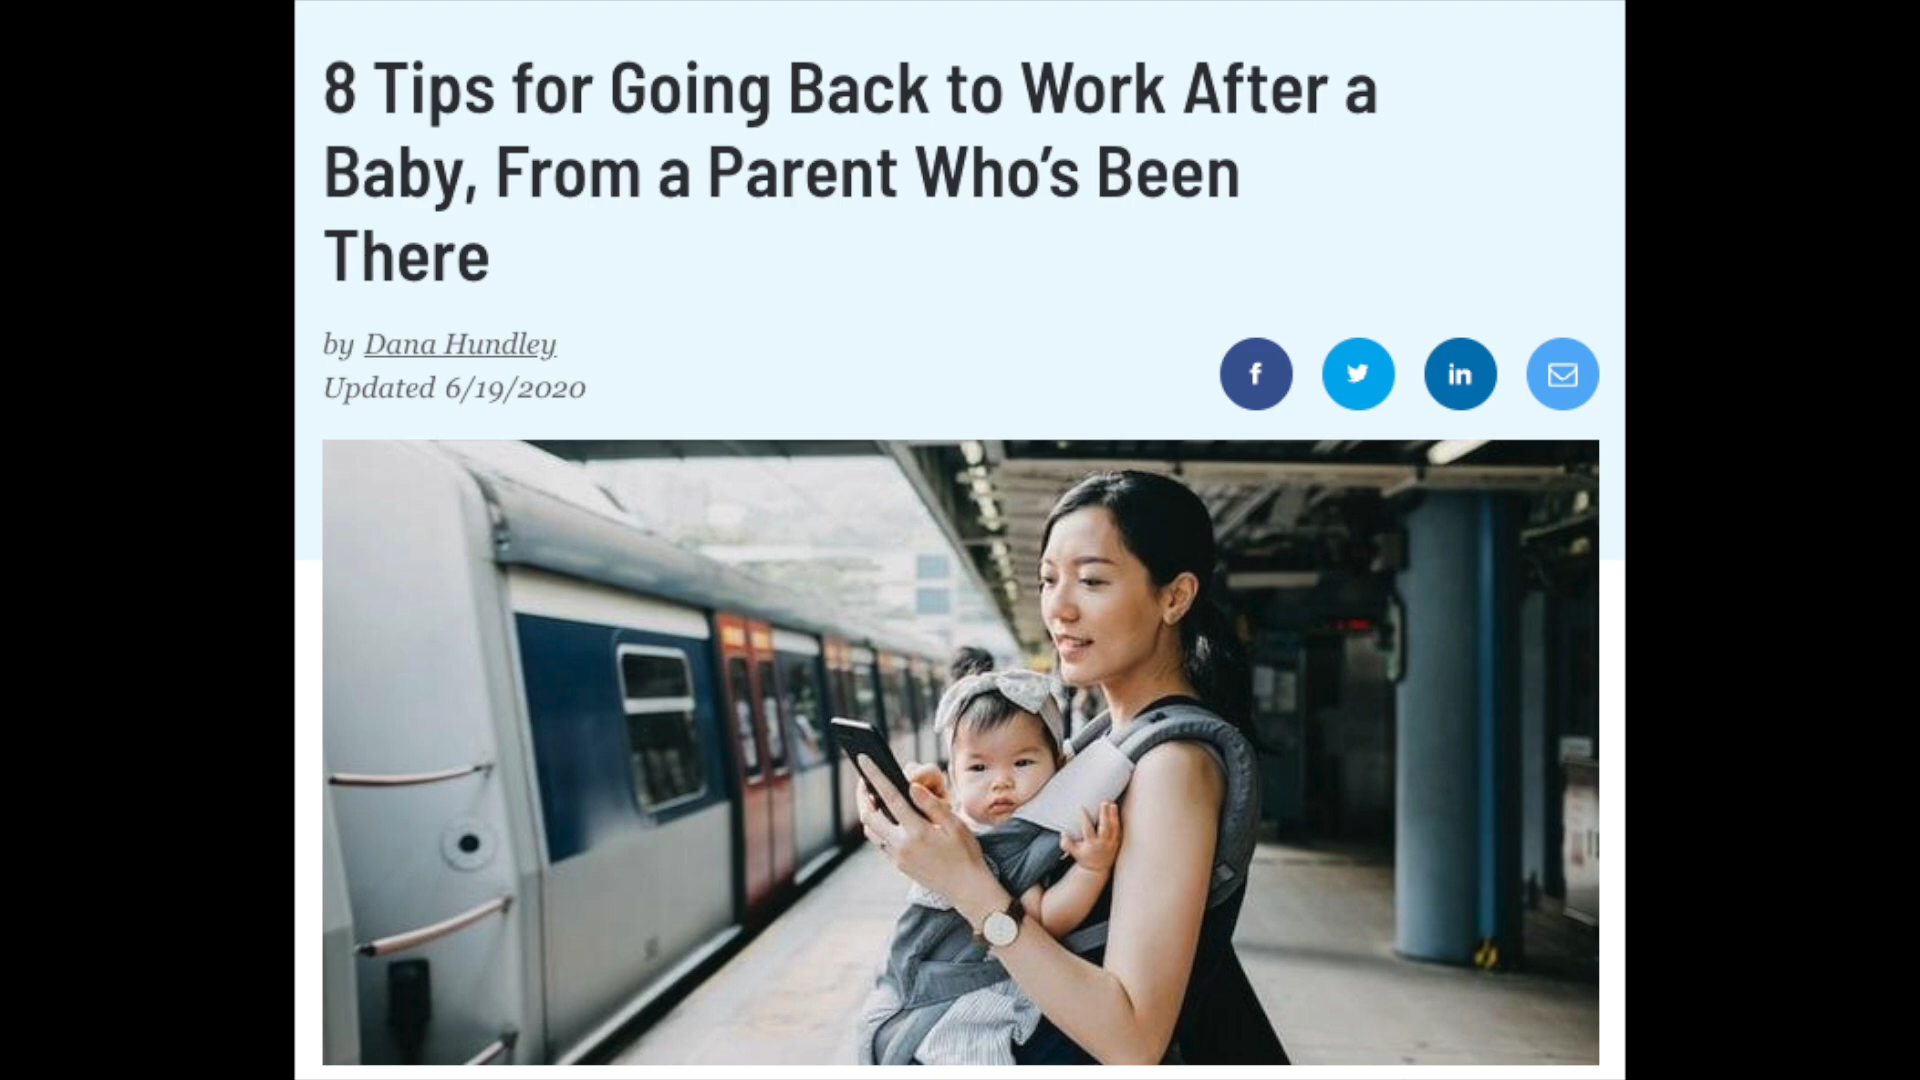 8 Tips for Going Back to Work After a
Baby, From a Parent Who's Been
There
by Dana Hundley
Updated 6/19/2020
f
in